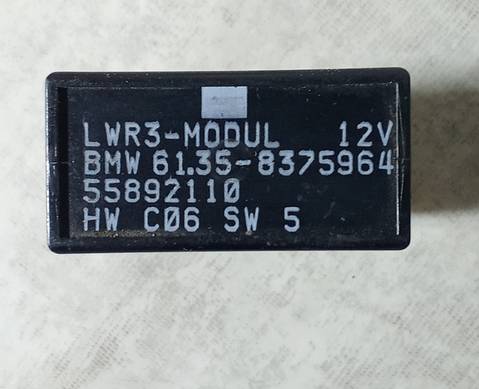 LWR3-MODUL 12V
BMW 61.35-8375964
55892110
HW C06 SW 5